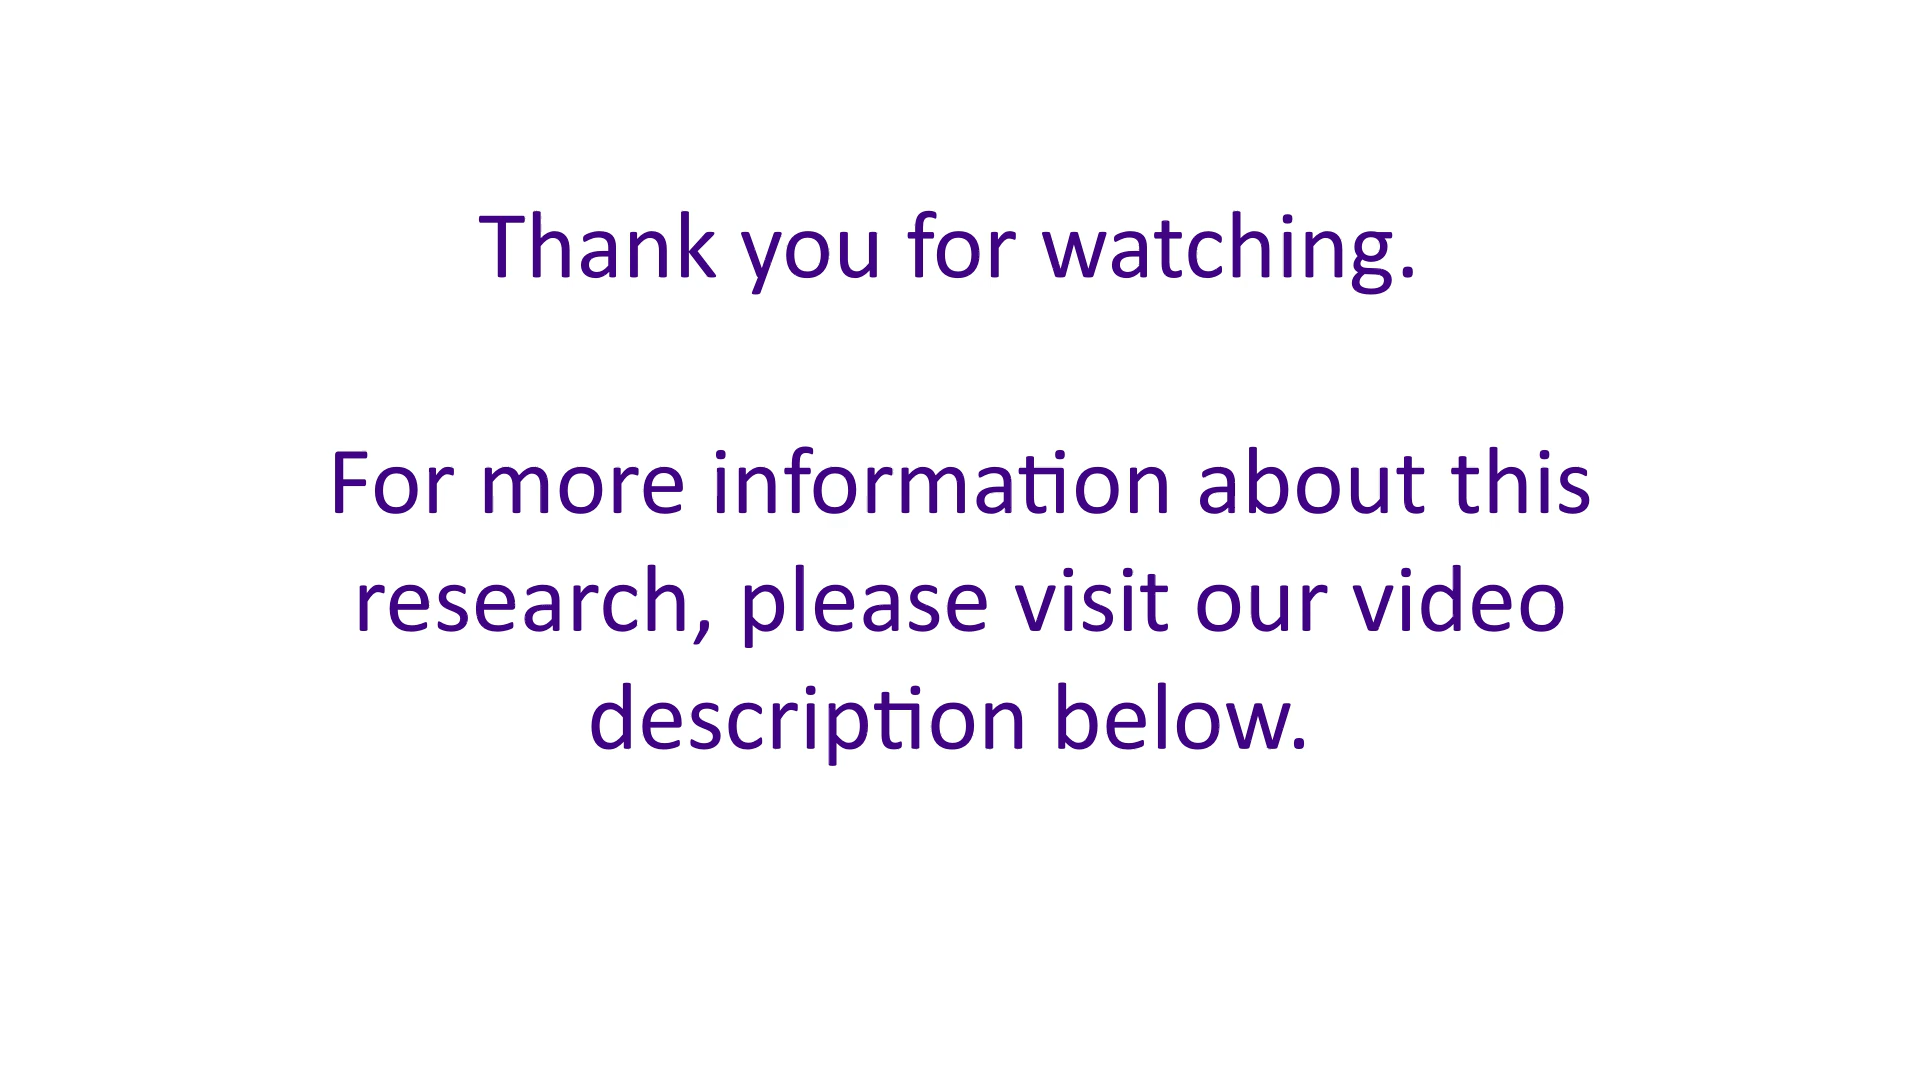 Thank you for watching.
For more information about this
research, please visit our video
description below.